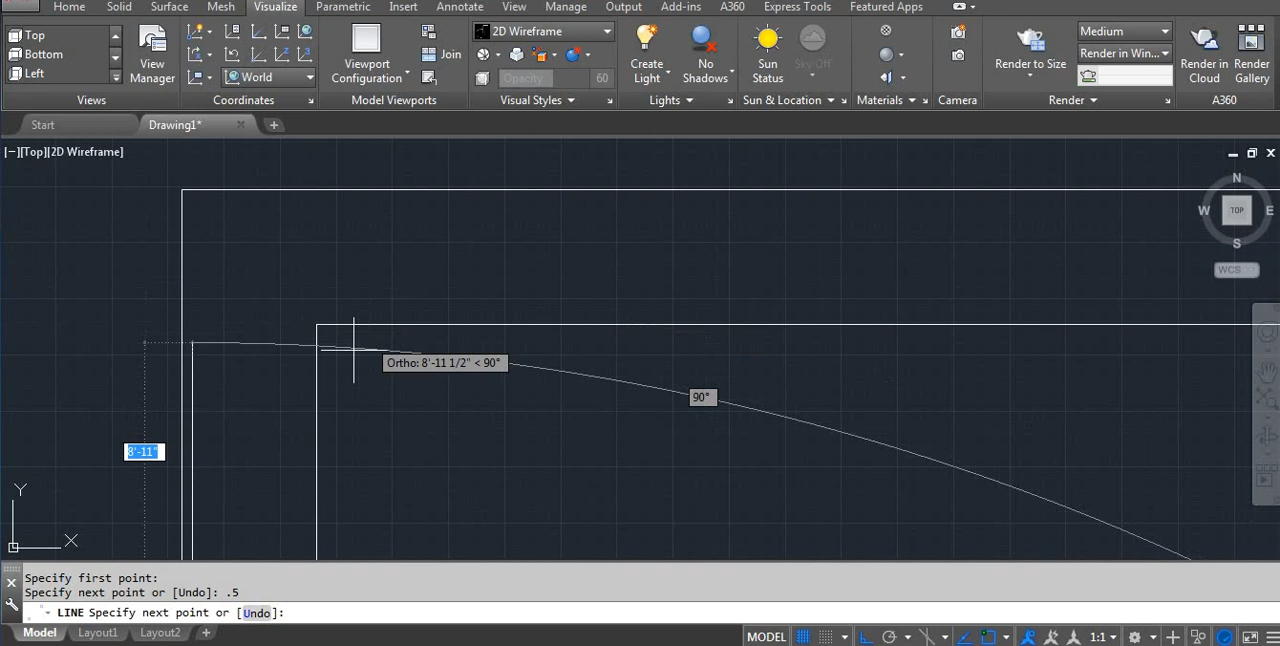 Home Solid Surface Mesh Visualize Parametric Insert Annotate View Manage Output Add-ins A360 Express Tools Featured Apps
Top
Bottom
Left
View
Manager
World
Viewport
Configuration
Join
2D Wireframe
Opacity 60
Create
Light
No
Shadows
Sun
Status
Sky Off
Render to Size
Medium
Render in Win...
Render in
Cloud
Render
Gallery
Views Coordinates Model Viewports Visual Styles Lights Sun & Location Materials Camera Render A360
Start Drawing1*
[−][Top][2D Wireframe]
N
W TOP E
S
WCS
Ortho: 8'-11 1/2" < 90°
90°
8'-11"
Y
X
Specify first point:
Specify next point or [Undo]: .5
LINE Specify next point or [Undo]:
Model Layout1 Layout2 + MODEL 1:1